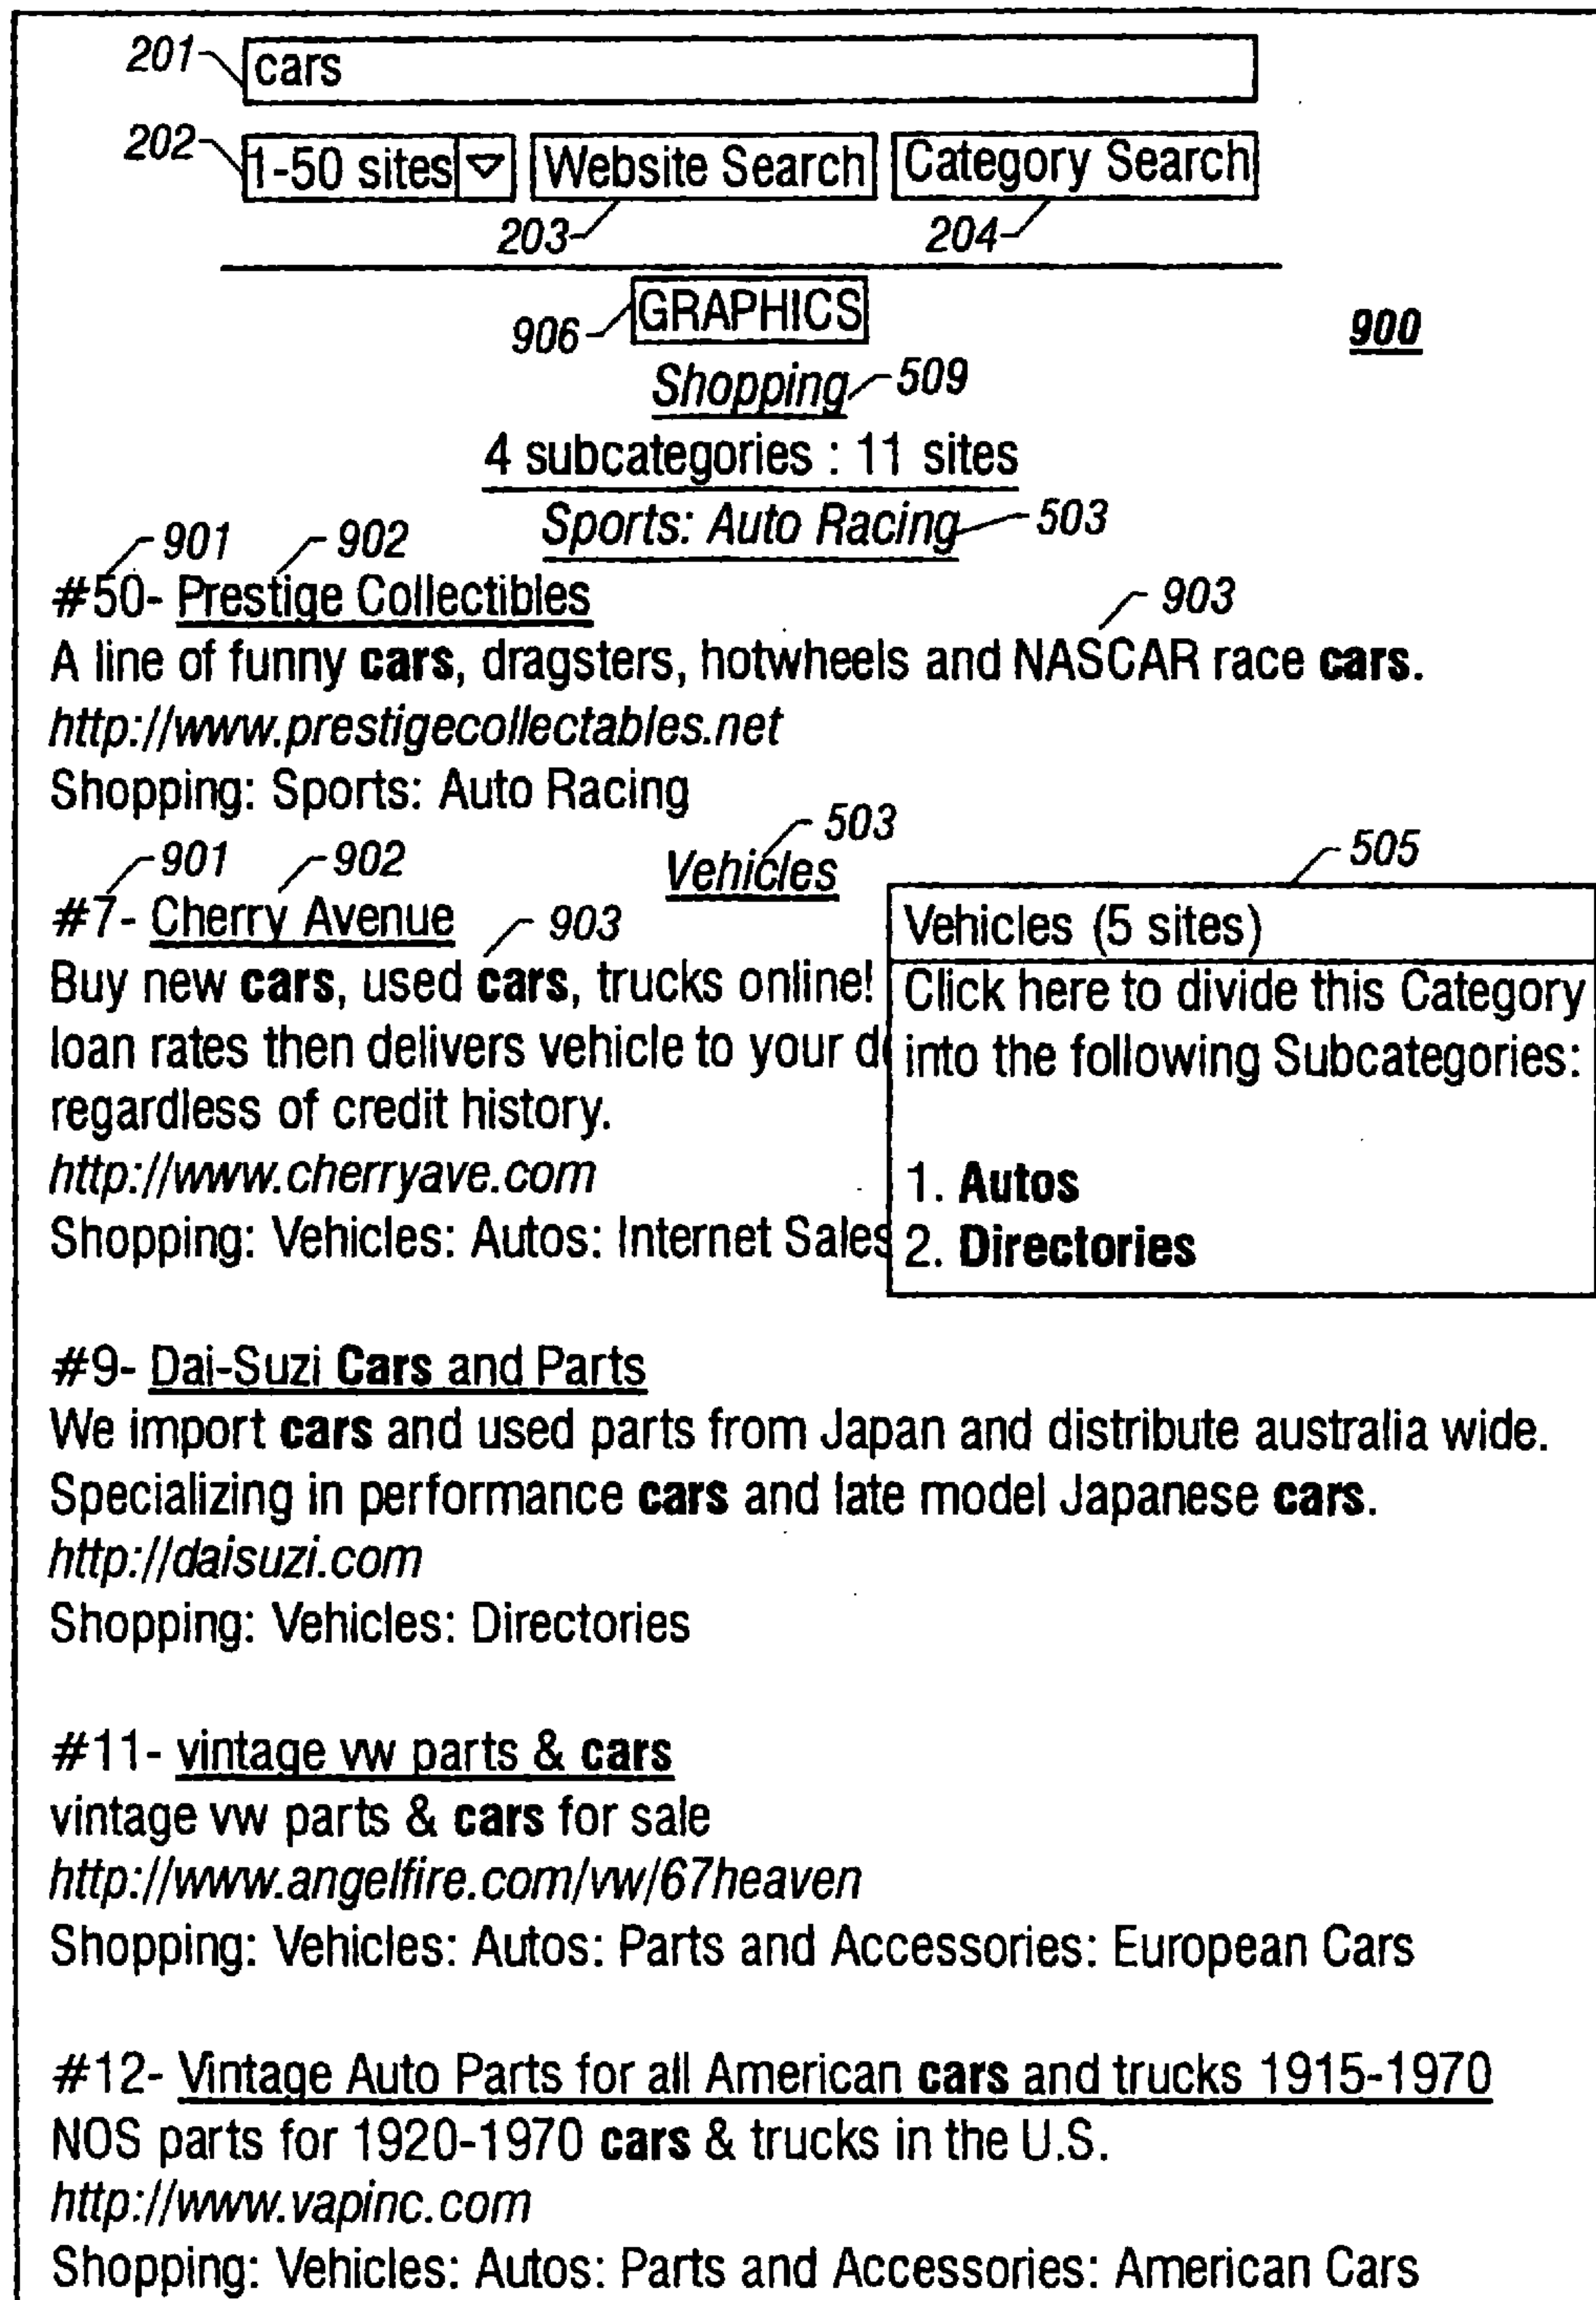 201 cars
202 1-50 sites Website Search Category Search
203 204
906 GRAPHICS 900
Shopping 509
4 subcategories : 11 sites
Sports: Auto Racing 503
901 902
#50- Prestige Collectibles
903
A line of funny cars, dragsters, hotwheels and NASCAR race cars.
http://www.prestigecollectables.net
Shopping: Sports: Auto Racing
503
Vehicles
901 902
505
#7- Cherry Avenue 903
Buy new cars, used cars, trucks online!
loan rates then delivers vehicle to your
regardless of credit history.
http://www.cherryave.com
Shopping: Vehicles: Autos: Internet Sales
Vehicles (5 sites)
Click here to divide this Category
into the following Subcategories:
1. Autos
2. Directories
#9- Dai-Suzi Cars and Parts
We import cars and used parts from Japan and distribute australia wide.
Specializing in performance cars and late model Japanese cars.
http://daisuzi.com
Shopping: Vehicles: Directories
#11- vintage vw parts & cars
vintage vw parts & cars for sale
http://www.angelfire.com/vw/67heaven
Shopping: Vehicles: Autos: Parts and Accessories: European Cars
#12- Vintage Auto Parts for all American cars and trucks 1915-1970
NOS parts for 1920-1970 cars & trucks in the U.S.
http://www.vapinc.com
Shopping: Vehicles: Autos: Parts and Accessories: American Cars